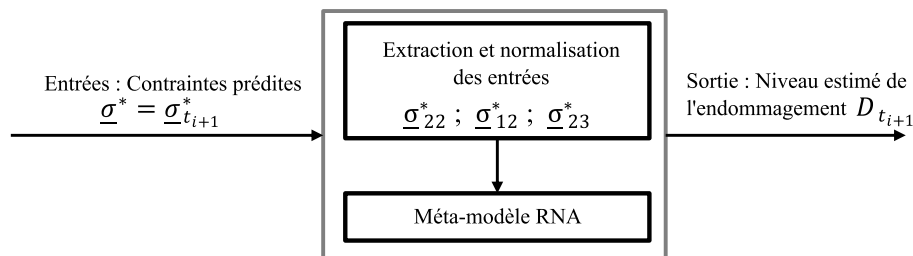 Entrées : Contraintes prédites
σ* = σ*ₜᵢ₊₁
Extraction et normalisation
des entrées
σ*22 ; σ*12 ; σ*23
Méta-modèle RNA
Sortie : Niveau estimé de
l'endommagement Dₜᵢ₊₁